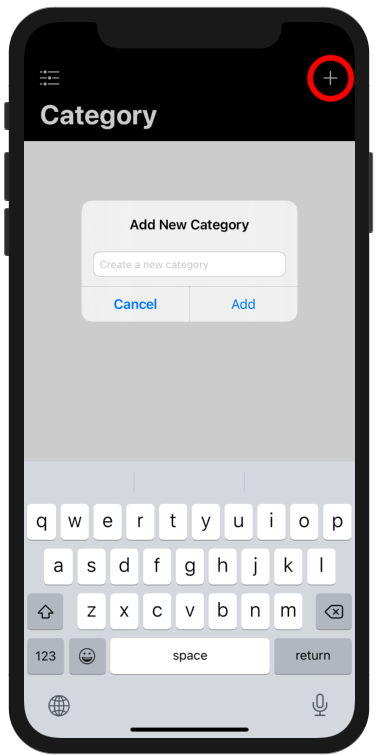 Category
Add New Category
Create a new category
Cancel Add
q w e r t y u i o p
a s d f g h j k l
z x c v b n m
123 space return